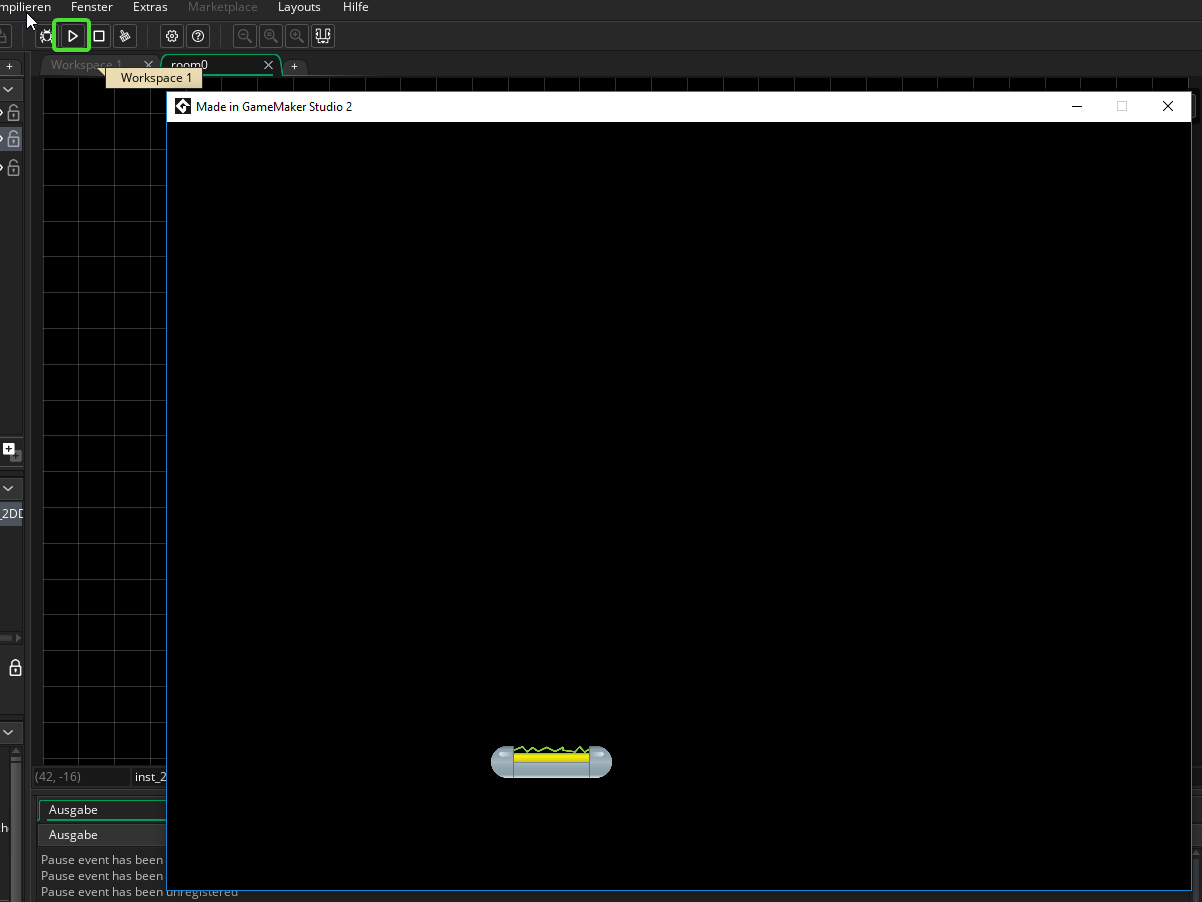 mpilieren Fenster Extras Marketplace Layouts Hilfe
Workspace 1 room0
Workspace 1
Made in GameMaker Studio 2
_2DD
(42, -16) inst_2
Ausgabe
Ausgabe
Pause event has been
Pause event has been
Pause event has been unregistered